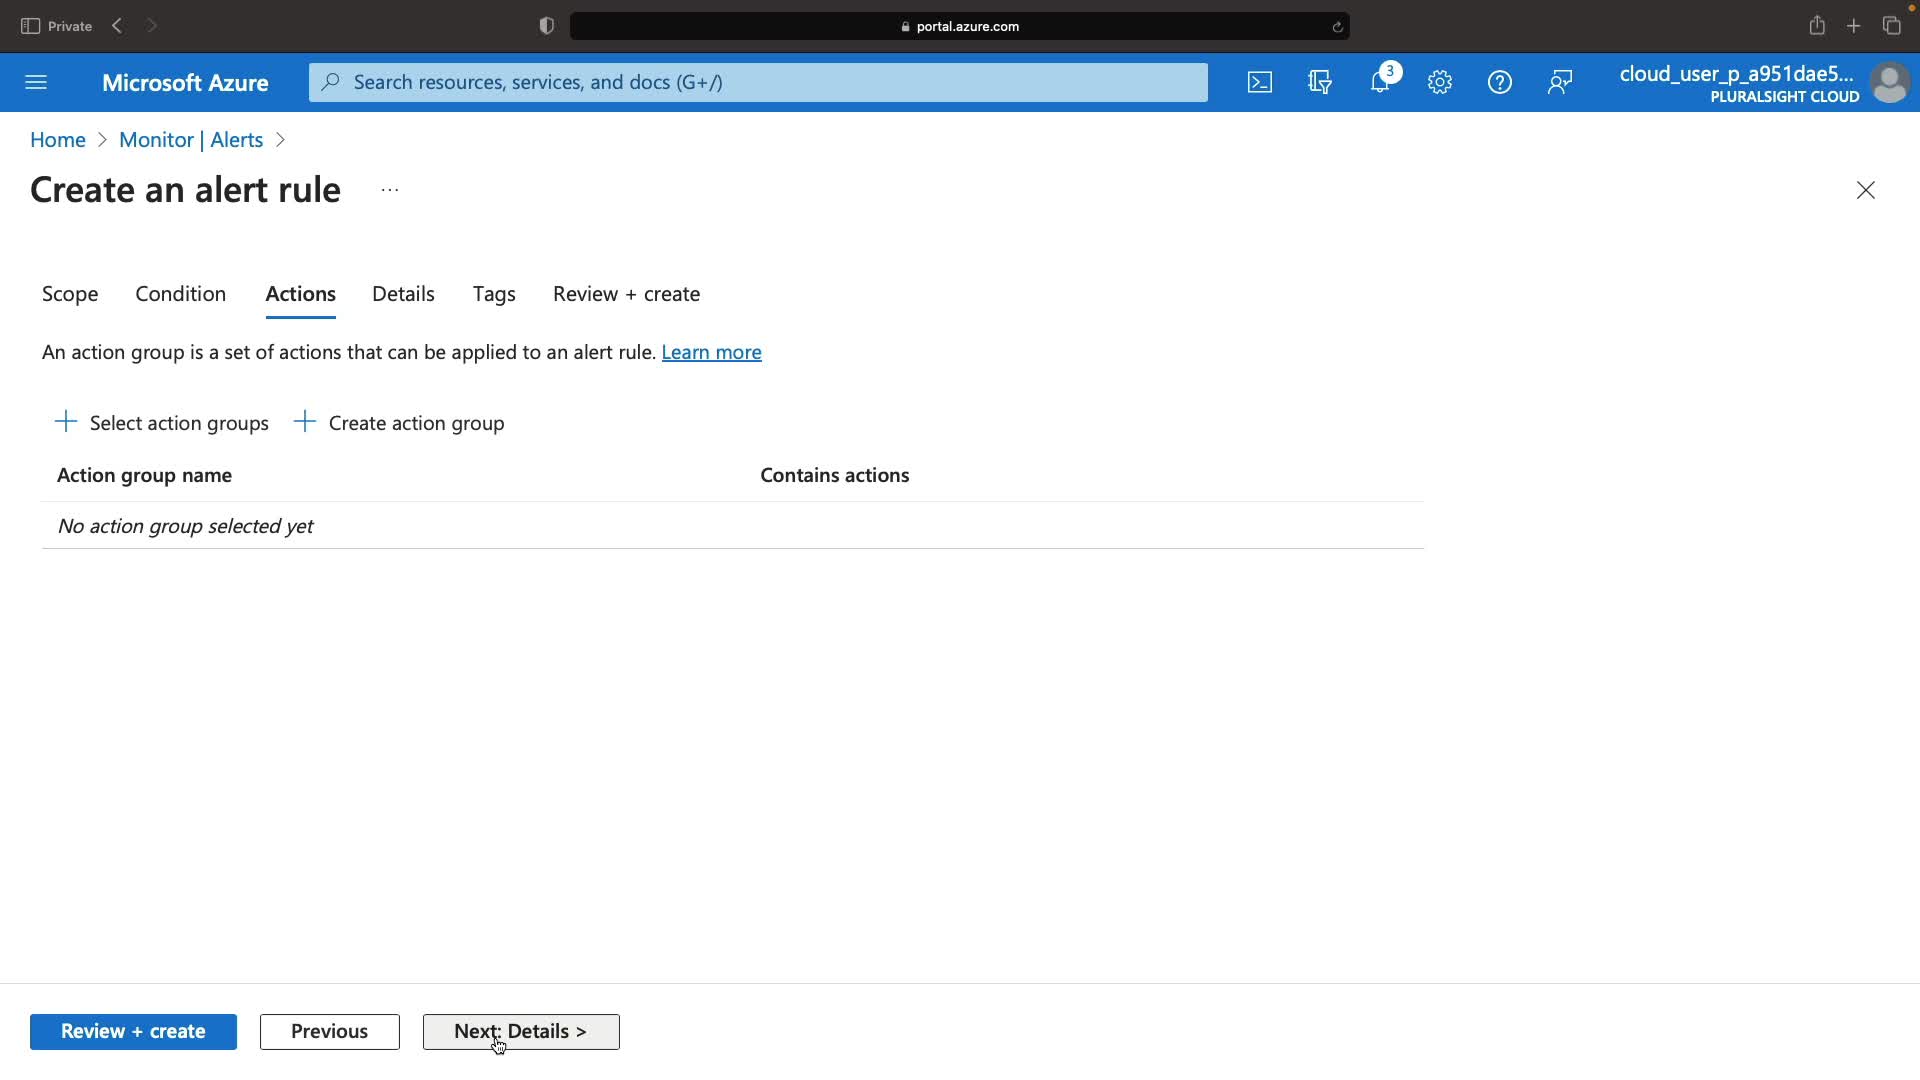 Private
portal.azure.com
Microsoft Azure
Search resources, services, and docs (G+/)
3
cloud_user_p_a951dae5...
PLURALSIGHT CLOUD
Home > Monitor | Alerts >
Create an alert rule ...
Scope Condition Actions Details Tags Review + create
An action group is a set of actions that can be applied to an alert rule. Learn more
+ Select action groups + Create action group
Action group name Contains actions
No action group selected yet
Review + create Previous Next: Details >